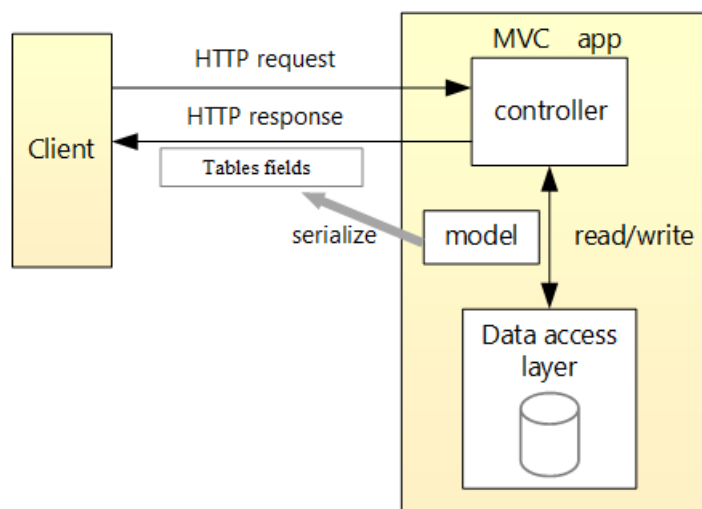 MVC app
HTTP request
controller
HTTP response
Client
Tables fields
serialize
model
read/write
Data access
layer